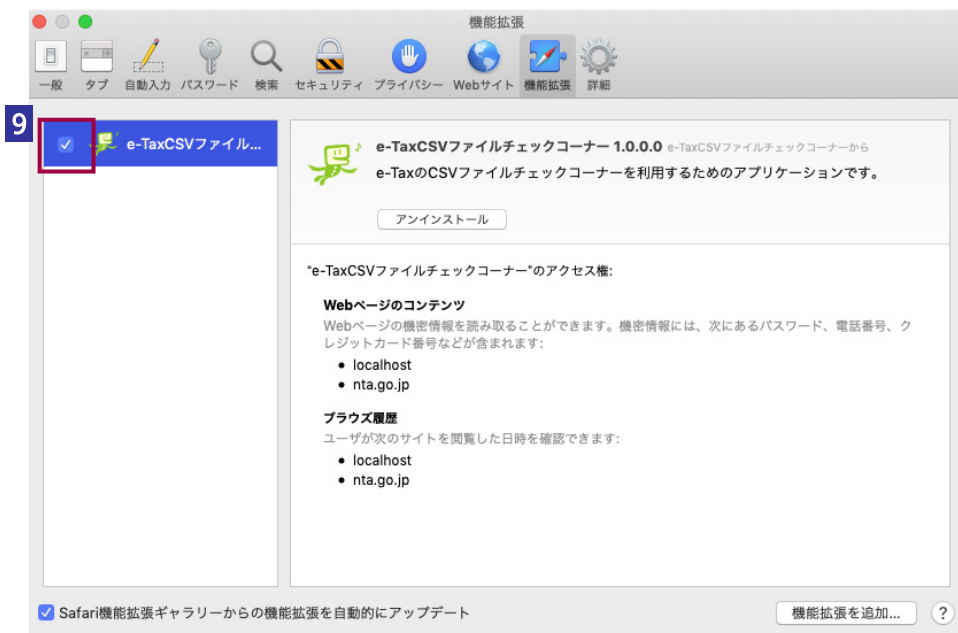 機能拡張
一般 タブ 自動入力 パスワード 検索 セキュリティ プライバシー Webサイト 機能拡張 詳細
9
e-TaxCSVファイル...
e-TaxCSVファイルチェックコーナー 1.0.0.0 e-TaxCSVファイルチェックコーナーから
e-TaxのCSVファイルチェックコーナーを利用するためのアプリケーションです。
アンインストール
"e-TaxCSVファイルチェックコーナー"のアクセス権:
Webページのコンテンツ
Webページの機密情報を読み取ることができます。機密情報には、次にあるパスワード、電話番号、ク
レジットカード番号などが含まれます:
• localhost
• nta.go.jp
ブラウズ履歴
ユーザが次のサイトを閲覧した日時を確認できます:
• localhost
• nta.go.jp
Safari機能拡張ギャラリーからの機能拡張を自動的にアップデート
機能拡張を追加...
?